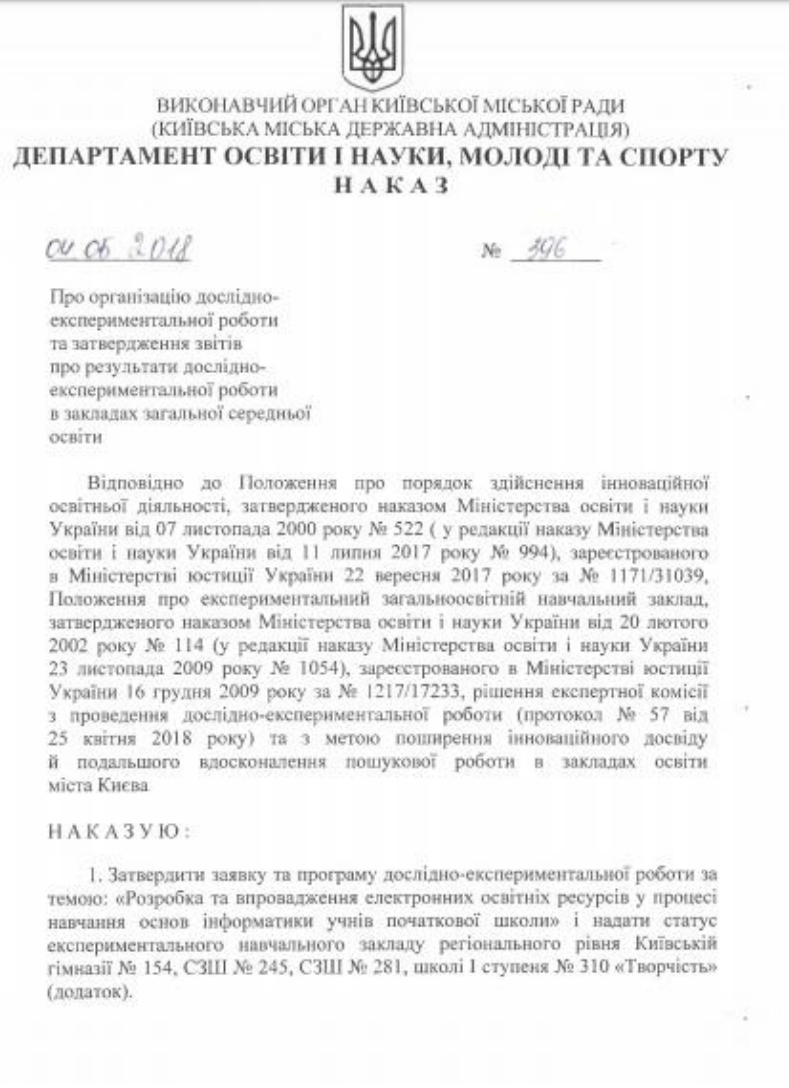 ВИКОНАВЧИЙ ОРГАН КИЇВСЬКОЇ МІСЬКОЇ РАДИ
(КИЇВСЬКА МІСЬКА ДЕРЖАВНА АДМІНІСТРАЦІЯ)
ДЕПАРТАМЕНТ ОСВІТИ І НАУКИ, МОЛОДІ ТА СПОРТУ
Н А К А З
04 05 2018 № 396
Про організацію дослідно-
експериментальної роботи
та затвердження звітів
про результати дослідно-
експериментальної роботи
в закладах загальної середньої
освіти
Відповідно до Положення про порядок здійснення інноваційної
освітньої діяльності, затвердженого наказом Міністерства освіти і науки
України від 07 листопада 2000 року № 522 ( у редакції наказу Міністерства
освіти і науки України від 11 липня 2017 року № 994), зареєстрованого
в Міністерстві юстиції України 22 вересня 2017 року за № 1171/31039,
Положення про експериментальний загальноосвітній навчальний заклад,
затвердженого наказом Міністерства освіти і науки України від 20 лютого
2002 року № 114 (у редакції наказу Міністерства освіти і науки України
23 листопада 2009 року № 1054), зареєстрованого в Міністерстві юстиції
України 16 грудня 2009 року за № 1217/17233, рішення експертної комісії
з проведення дослідно-експериментальної роботи (протокол № 57 від
25 квітня 2018 року) та з метою поширення інноваційного досвіду
й подальшого вдосконалення пошукової роботи в закладах освіти
міста Києва
Н А К А З У Ю :
1. Затвердити заявку та програму дослідно-експериментальної роботи за
темою: «Розробка та впровадження електронних освітніх ресурсів у процесі
навчання основ інформатики учнів початкової школи» і надати статус
експериментального навчального закладу регіонального рівня Київській
гімназії № 154, СЗШ № 245, СЗШ № 281, школі І ступеня № 310 «Творчість»
(додаток).